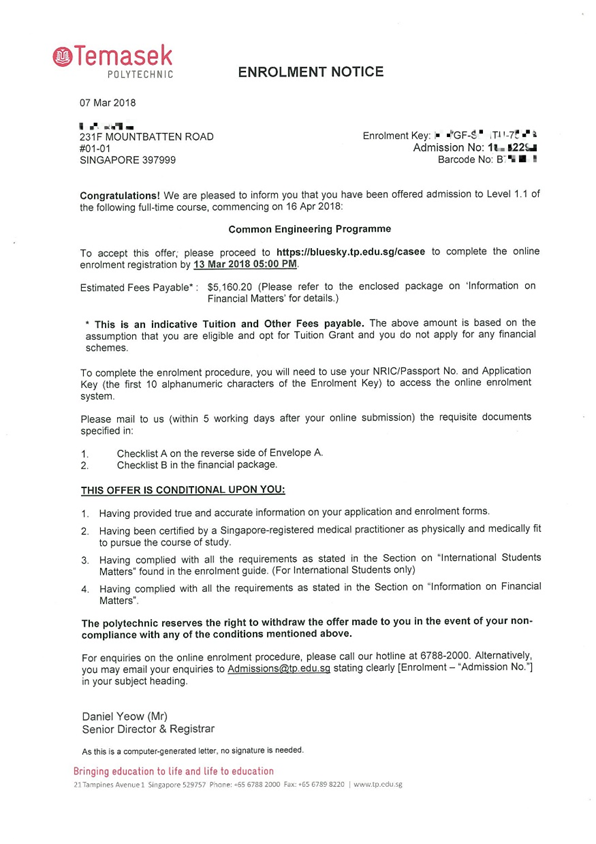 Temasek
POLYTECHNIC
ENROLMENT NOTICE
07 Mar 2018
231F MOUNTBATTEN ROAD
#01-01
SINGAPORE 397999
Enrolment Key:
Admission No:
Barcode No:
Congratulations! We are pleased to inform you that you have been offered admission to Level 1.1 of
the following full-time course, commencing on 16 Apr 2018:
Common Engineering Programme
To accept this offer, please proceed to https://bluesky.tp.edu.sg/casee to complete the online
enrolment registration by 13 Mar 2018 05:00 PM.
Estimated Fees Payable* : $5,160.20 (Please refer to the enclosed package on 'Information on
Financial Matters' for details.)
* This is an indicative Tuition and Other Fees payable. The above amount is based on the
assumption that you are eligible and opt for Tuition Grant and you do not apply for any financial
schemes.
To complete the enrolment procedure, you will need to use your NRIC/Passport No. and Application
Key (the first 10 alphanumeric characters of the Enrolment Key) to access the online enrolment
system.
Please mail to us (within 5 working days after your online submission) the requisite documents
specified in:
1. Checklist A on the reverse side of Envelope A.
2. Checklist B in the financial package.
THIS OFFER IS CONDITIONAL UPON YOU:
1. Having provided true and accurate information on your application and enrolment forms.
2. Having been certified by a Singapore-registered medical practitioner as physically and medically fit
to pursue the course of study.
3. Having complied with all the requirements as stated in the Section on "International Students
Matters" found in the enrolment guide. (For International Students only)
4. Having complied with all the requirements as stated in the Section on "Information on Financial
Matters".
The polytechnic reserves the right to withdraw the offer made to you in the event of your non-
compliance with any of the conditions mentioned above.
For enquiries on the online enrolment procedure, please call our hotline at 6788-2000. Alternatively,
you may email your enquiries to Admissions@tp.edu.sg stating clearly [Enrolment – "Admission No."]
in your subject heading.
Daniel Yeow (Mr)
Senior Director & Registrar
As this is a computer-generated letter, no signature is needed.
Bringing education to life and life to education
21 Tampines Avenue 1 Singapore 529757 Phone: +65 6788 2000 Fax: +65 6789 8220 | www.tp.edu.sg